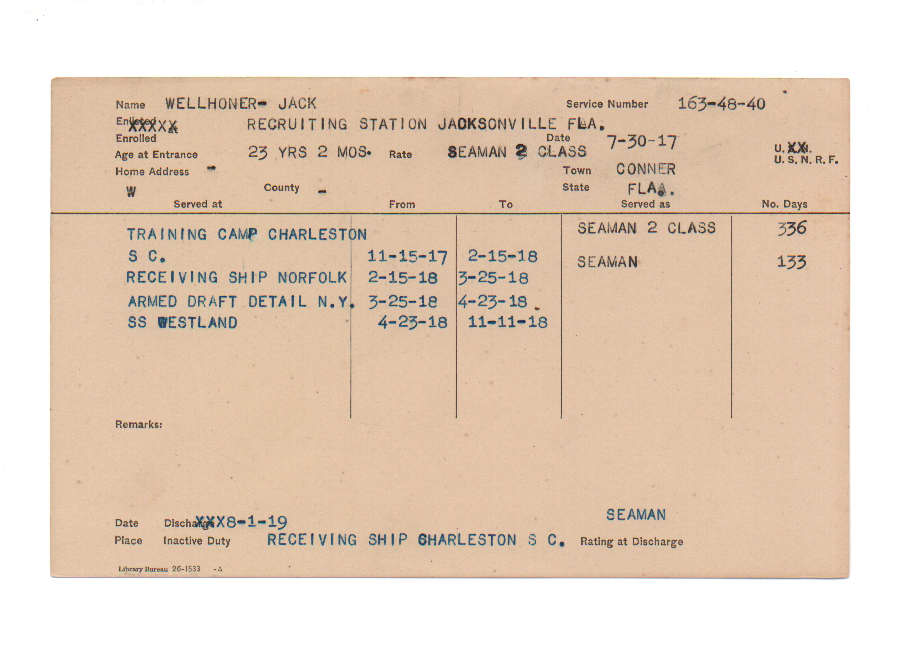 Name WELLHONER- JACK Service Number 163-48-40
Enlisted XXXXX RECRUITING STATION JACKSONVILLE FLA.
Enrolled Date 7-30-17
Age at Entrance 23 YRS 2 MOS. Rate SEAMAN 2 CLASS U. XX.
U. S. N. R. F.
Home Address - Town CONNER
W County - State FLA.
Served at From To Served as No. Days
TRAINING CAMP CHARLESTON SEAMAN 2 CLASS 336
S C. 11-15-17 2-15-18 SEAMAN 133
RECEIVING SHIP NORFOLK 2-15-18 3-25-18
ARMED DRAFT DETAIL N.Y. 3-25-18 4-23-18
SS WESTLAND 4-23-18 11-11-18
Remarks:
SEAMAN
Date Discharge XXX8-1-19
Place Inactive Duty RECEIVING SHIP CHARLESTON S C. Rating at Discharge
Library Bureau 26-1533 -A